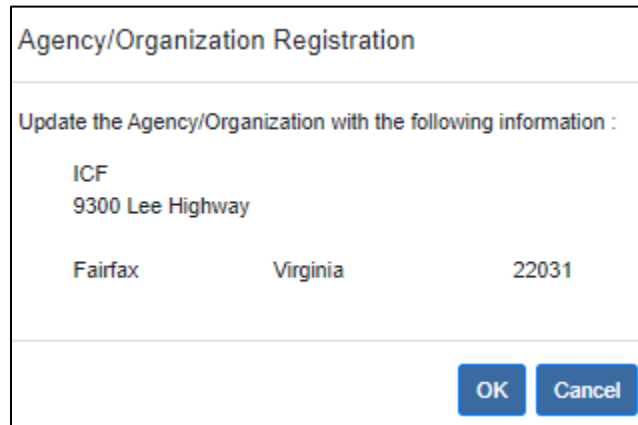 Agency/Organization Registration
Update the Agency/Organization with the following information :
ICF
9300 Lee Highway
Fairfax Virginia 22031
OK Cancel